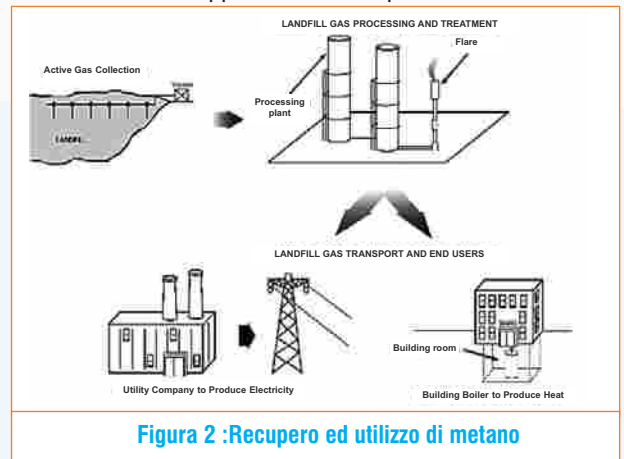 LANDFILL GAS PROCESSING AND TREATMENT
Flare
Active Gas Collection
Processing
plant
LANDFILL
LANDFILL GAS TRANSPORT AND END USERS
Building room
Utility Company to Produce Electricity
Building Boiler to Produce Heat
Figura 2 :Recupero ed utilizzo di metano